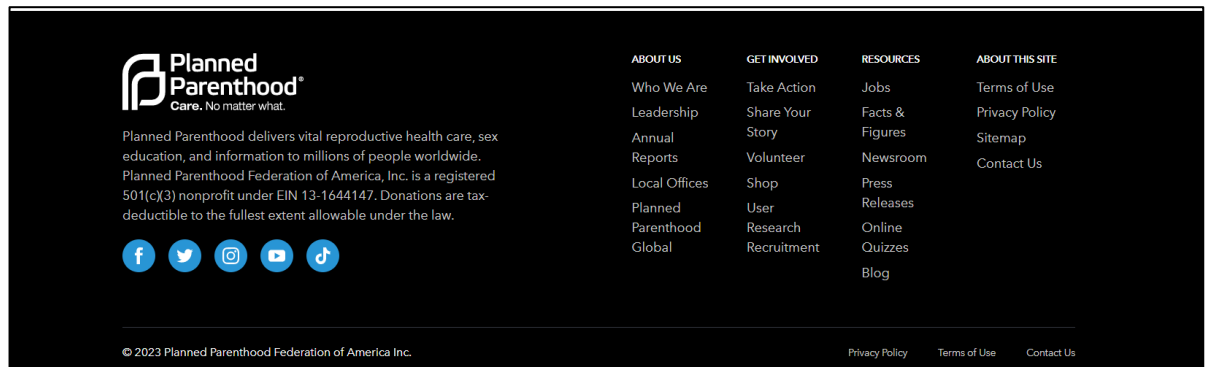 Planned
Parenthood®
Care. No matter what.
Planned Parenthood delivers vital reproductive health care, sex
education, and information to millions of people worldwide.
Planned Parenthood Federation of America, Inc. is a registered
501(c)(3) nonprofit under EIN 13-1644147. Donations are tax-
deductible to the fullest extent allowable under the law.
ABOUT US
Who We Are
Leadership
Annual
Reports
Local Offices
Planned
Parenthood
Global
GET INVOLVED
Take Action
Share Your
Story
Volunteer
Shop
User
Research
Recruitment
RESOURCES
Jobs
Facts &
Figures
Newsroom
Press
Releases
Online
Quizzes
Blog
ABOUT THIS SITE
Terms of Use
Privacy Policy
Sitemap
Contact Us
© 2023 Planned Parenthood Federation of America Inc.
Privacy Policy
Terms of Use
Contact Us